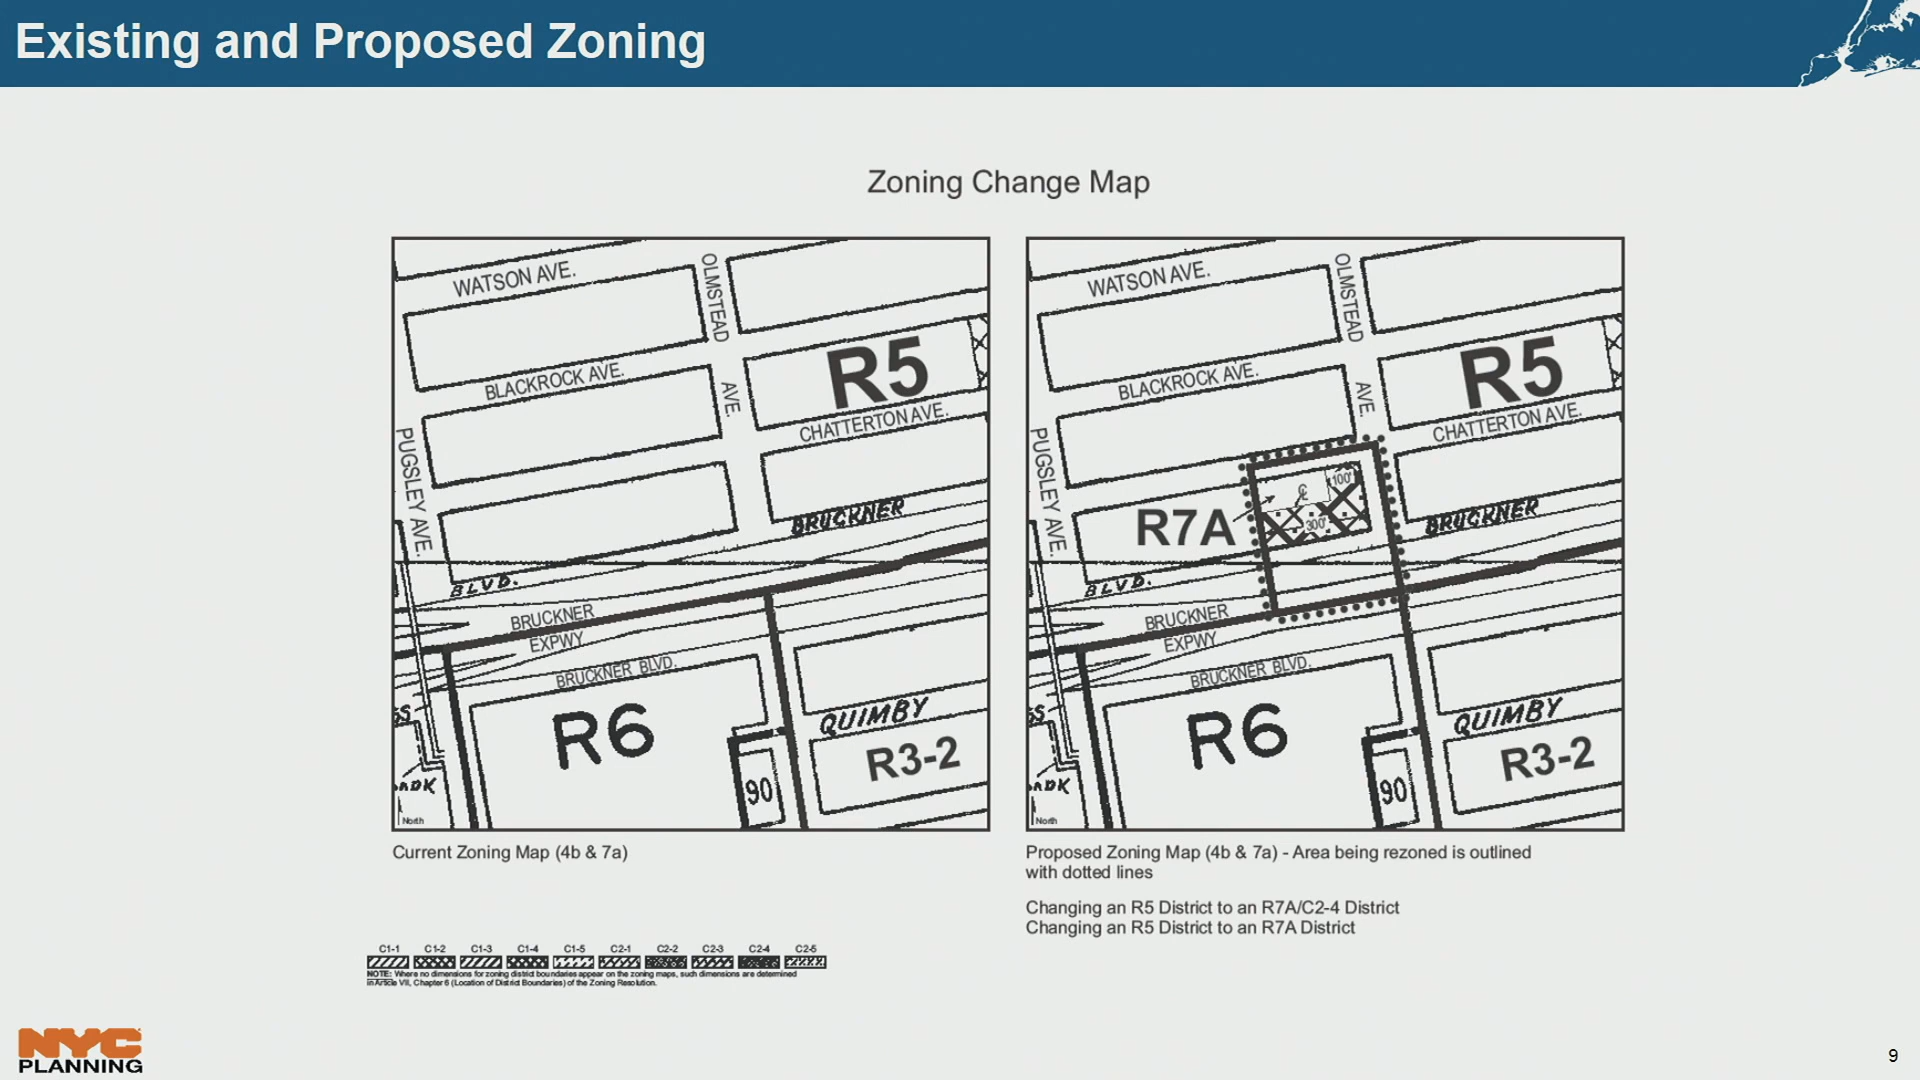 Existing and Proposed Zoning
Zoning Change Map
WATSON AVE.
OLMSTEAD
AVE.
R5
BLACKROCK AVE.
CHATTERTON AVE.
PUGSLEY AVE.
BRUCKNER
BLVD.
BRUCKNER
EXPWY
BRUCKNER BLVD.
R6
QUIMBY
R3-2
90
North
WATSON AVE.
OLMSTEAD
AVE.
R5
BLACKROCK AVE.
CHATTERTON AVE.
PUGSLEY AVE.
100'
R7A
300'
BRUCKNER
BLVD.
BRUCKNER
EXPWY
BRUCKNER BLVD.
R6
QUIMBY
R3-2
90
North
Current Zoning Map (4b & 7a)
Proposed Zoning Map (4b & 7a) - Area being rezoned is outlined
with dotted lines
Changing an R5 District to an R7A/C2-4 District
Changing an R5 District to an R7A District
C1-1 C1-2 C1-3 C1-4 C1-5 C2-1 C2-2 C2-3 C2-4 C2-5
NOTE: Where no dimensions for zoning district boundaries appear on the zoning maps, such dimensions are determined
in Article VII, Chapter 6 (Location of District Boundaries) of the Zoning Resolution.
NYC
PLANNING
9